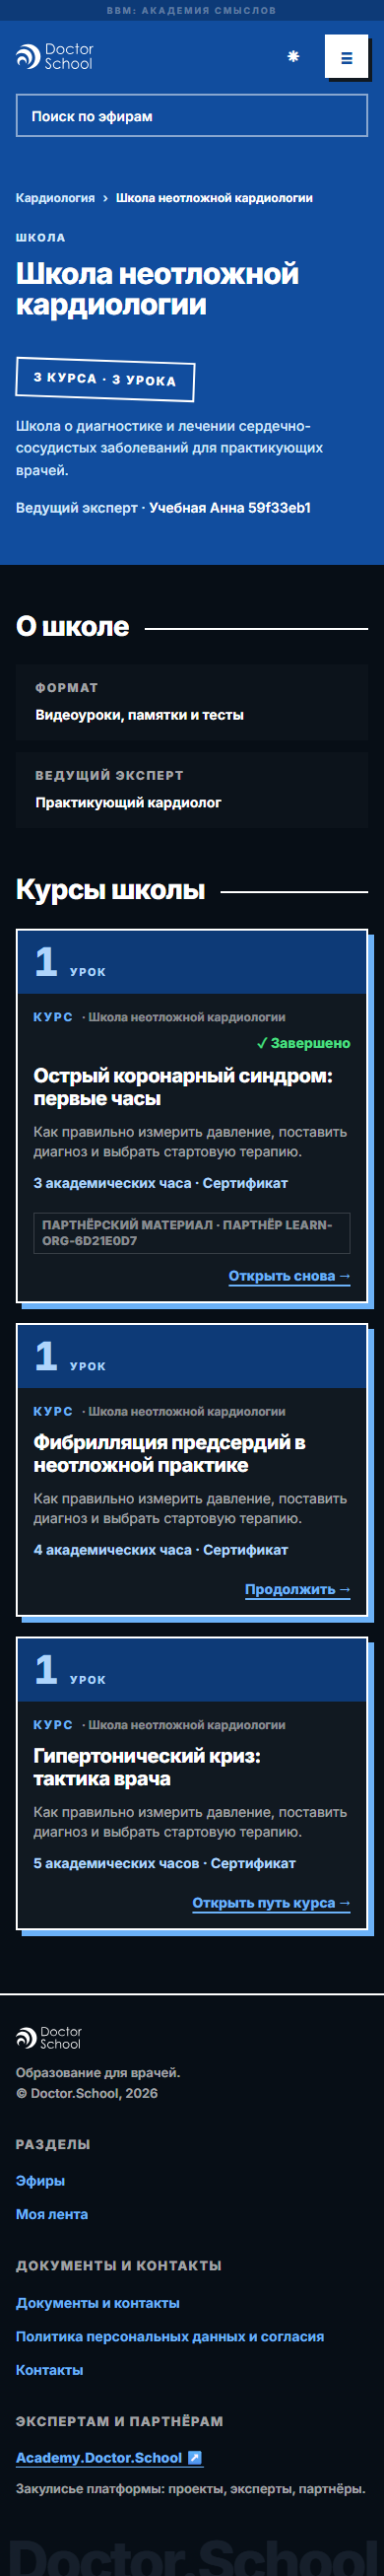 ВВМ: АКАДЕМИЯ СМЫСЛОВ
Doctor
School
Поиск по эфирам
Кардиология › Школа неотложной кардиологии
ШКОЛА
Школа неотложной
кардиологии
3 КУРСА · 3 УРОКА
Школа о диагностике и лечении сердечно-
сосудистых заболеваний для практикующих
врачей.
Ведущий эксперт · Учебная Анна 59f33eb1
О школе
ФОРМАТ
Видеоуроки, памятки и тесты
ВЕДУЩИЙ ЭКСПЕРТ
Практикующий кардиолог
Курсы школы
1 УРОК
КУРС · Школа неотложной кардиологии
✓ Завершено
Острый коронарный синдром:
первые часы
Как правильно измерить давление, поставить
диагноз и выбрать стартовую терапию.
3 академических часа · Сертификат
ПАРТНЁРСКИЙ МАТЕРИАЛ · ПАРТНЁР LEARN-
ORG-6D21E0D7
Открыть снова →
1 УРОК
КУРС · Школа неотложной кардиологии
Фибрилляция предсердий в
неотложной практике
Как правильно измерить давление, поставить
диагноз и выбрать стартовую терапию.
4 академических часа · Сертификат
Продолжить →
1 УРОК
КУРС · Школа неотложной кардиологии
Гипертонический криз:
тактика врача
Как правильно измерить давление, поставить
диагноз и выбрать стартовую терапию.
5 академических часов · Сертификат
Открыть путь курса →
Doctor
School
Образование для врачей.
© Doctor.School, 2026
РАЗДЕЛЫ
Эфиры
Моя лента
ДОКУМЕНТЫ И КОНТАКТЫ
Документы и контакты
Политика персональных данных и согласия
Контакты
ЭКСПЕРТАМ И ПАРТНЁРАМ
Academy.Doctor.School ↗
Закулисье платформы: проекты, эксперты, партнёры.
Doctor.School